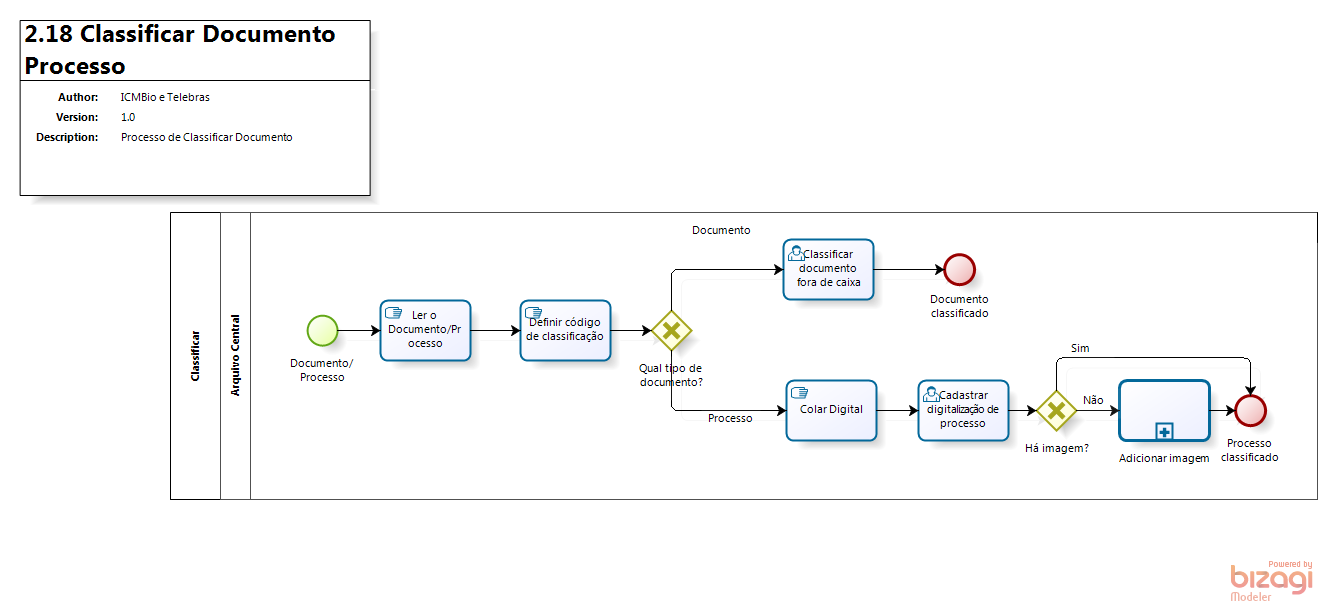 2.18 Classificar Documento
Processo
Author: ICMBio e Telebras
Version: 1.0
Description: Processo de Classificar Documento
Classificar
Arquivo Central
Documento/
Processo
Ler o
Documento/Pr
ocesso
Definir código
de classificação
Qual tipo de
documento?
Documento
Classificar
documento
fora de caixa
Documento
classificado
Processo
Colar Digital
Cadastrar
digitalização de
processo
Há imagem?
Sim
Não
Adicionar imagem
Processo
classificado
Powered by
bizagi
Modeler